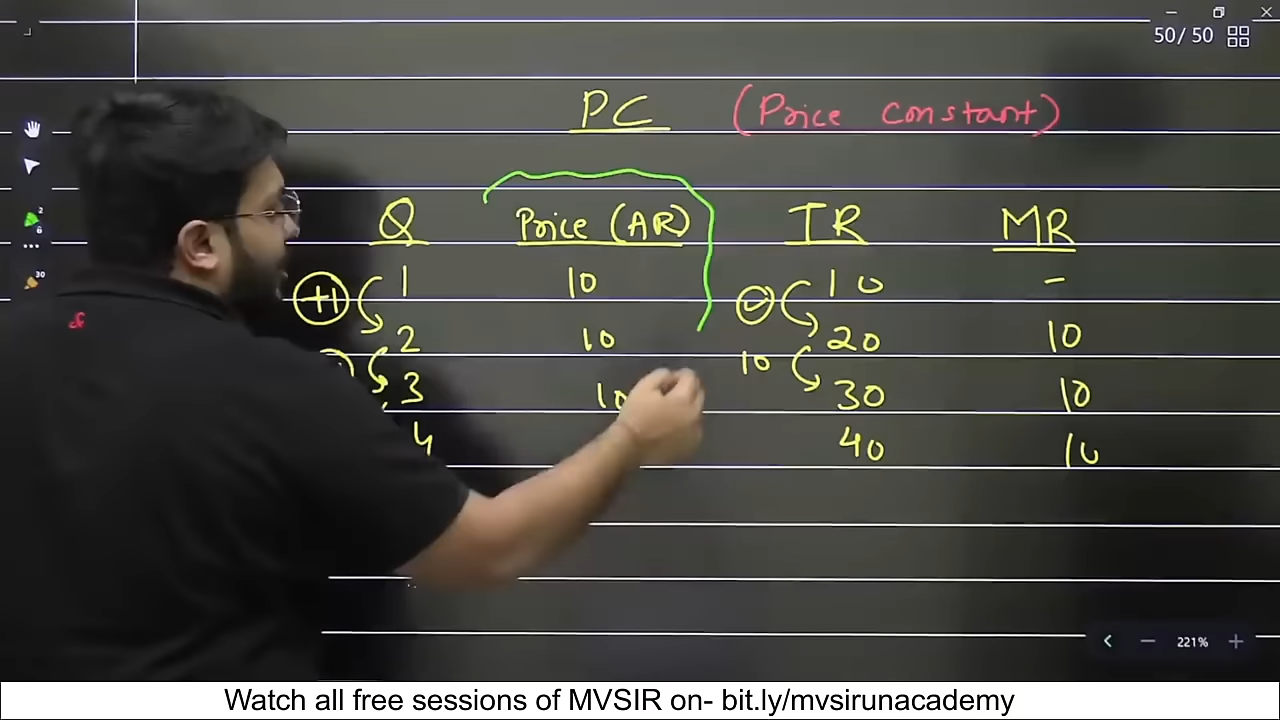 50/ 50
PC (Price constant)
Q Price (AR) TR MR
+1 1 10 10 -
2 10 20 10
3 10 10 30 10
4 40 10
221%
Watch all free sessions of MVSIR on- bit.ly/mvsirunacademy